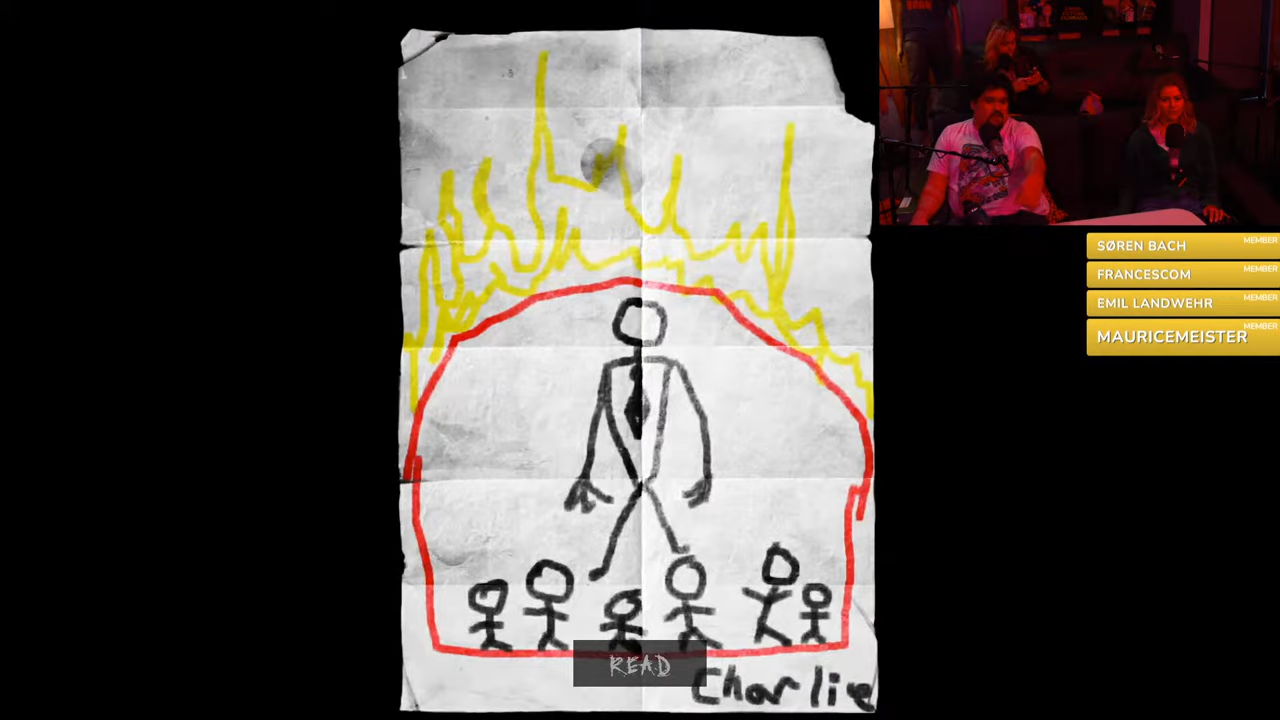 SØREN BACH MEMBER
FRANCESCOM MEMBER
EMIL LANDWEHR MEMBER
MAURICEMEISTER MEMBER
READ
Charlie